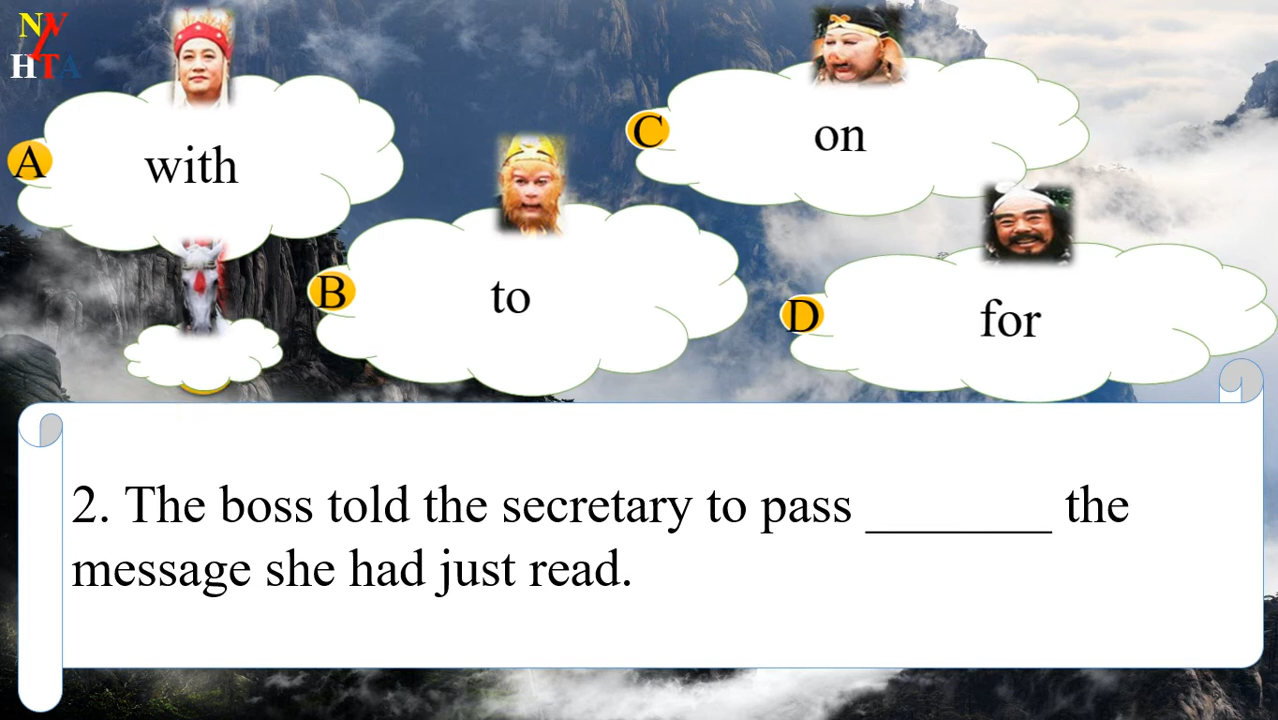 NV
HTA
A with
B to
C on
D for
2. The boss told the secretary to pass _______ the
message she had just read.